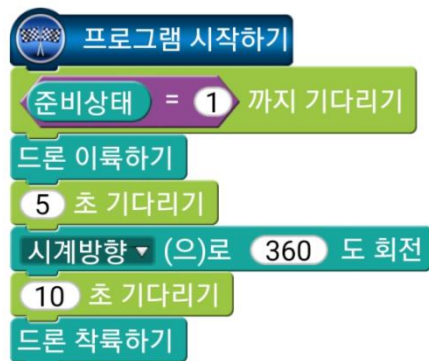 프로그램 시작하기
준비상태 = 1 까지 기다리기
드론 이륙하기
5 초 기다리기
시계방향 ▾ (으)로 360 도 회전
10 초 기다리기
드론 착륙하기